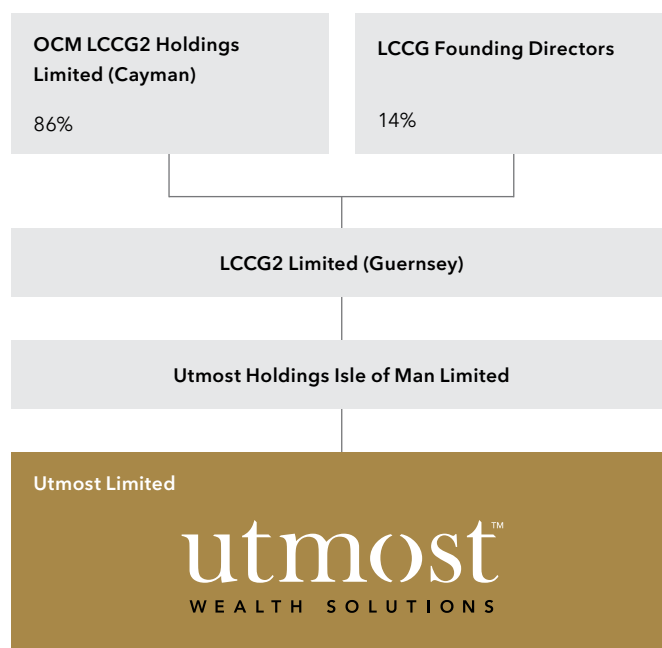 OCM LCCG2 Holdings
Limited (Cayman)
86%
LCCG Founding Directors
14%
LCCG2 Limited (Guernsey)
Utmost Holdings Isle of Man Limited
Utmost Limited
utmost™
WEALTH SOLUTIONS